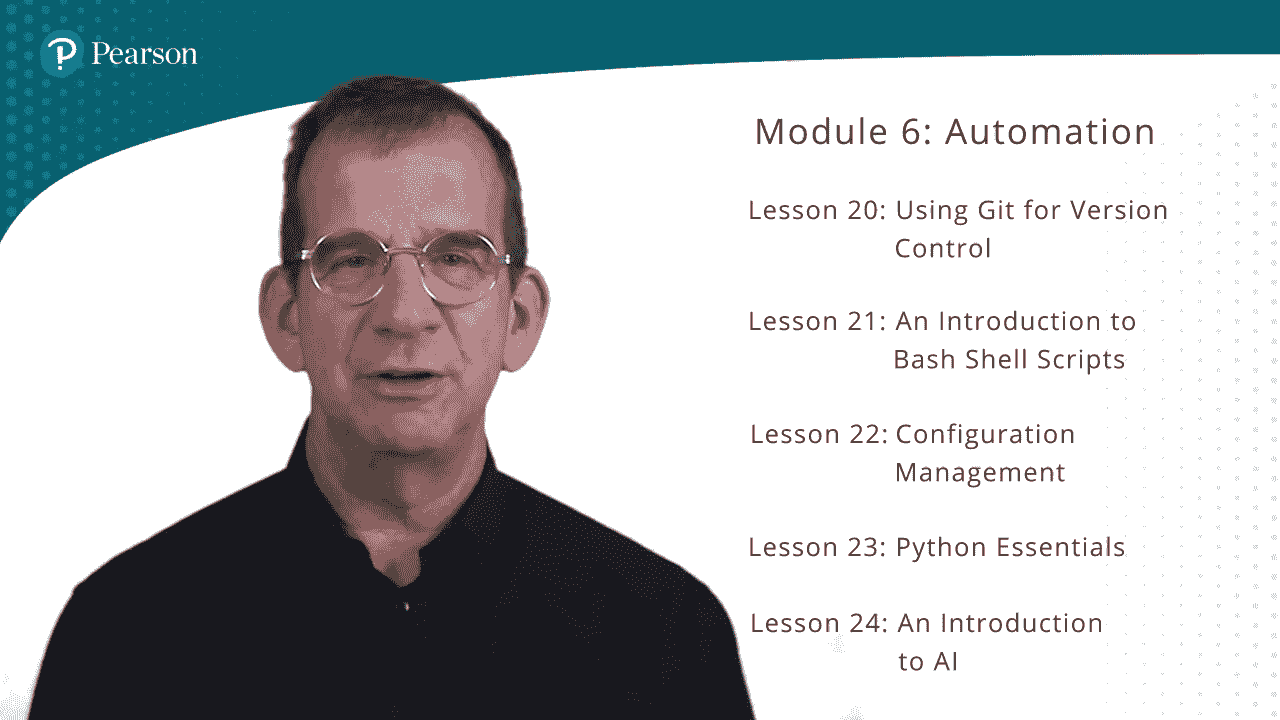 Pearson
Module 6: Automation
Lesson 20: Using Git for Version
Control
Lesson 21: An Introduction to
Bash Shell Scripts
Lesson 22: Configuration
Management
Lesson 23: Python Essentials
Lesson 24: An Introduction
to AI